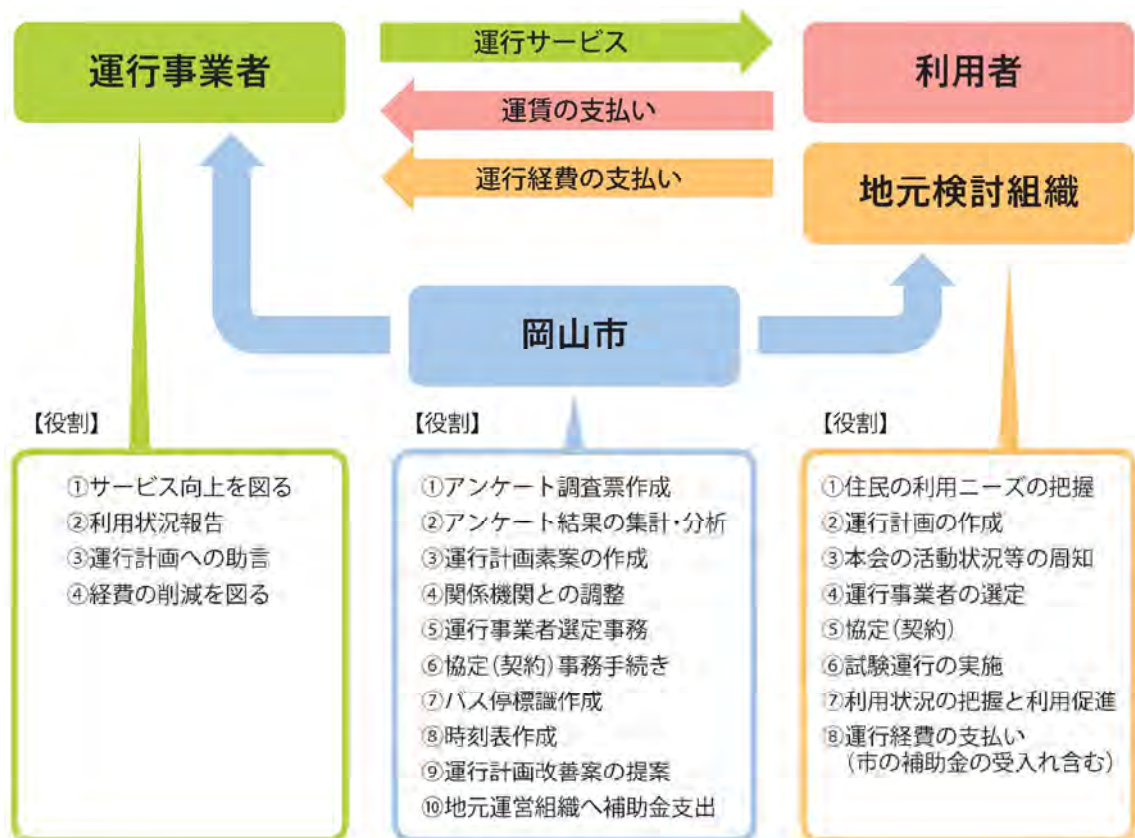 運行事業者
運行サービス
利用者
運賃の支払い
運行経費の支払い
地元検討組織
岡山市
【役割】
①サービス向上を図る
②利用状況報告
③運行計画への助言
④経費の削減を図る
【役割】
①アンケート調査票作成
②アンケート結果の集計・分析
③運行計画素案の作成
④関係機関との調整
⑤運行事業者選定事務
⑥協定(契約)事務手続き
⑦バス停標識作成
⑧時刻表作成
⑨運行計画改善案の提案
⑩地元運営組織へ補助金支出
【役割】
①住民の利用ニーズの把握
②運行計画の作成
③本会の活動状況等の周知
④運行事業者の選定
⑤協定(契約)
⑥試験運行の実施
⑦利用状況の把握と利用促進
⑧運行経費の支払い
(市の補助金の受入れ含む)